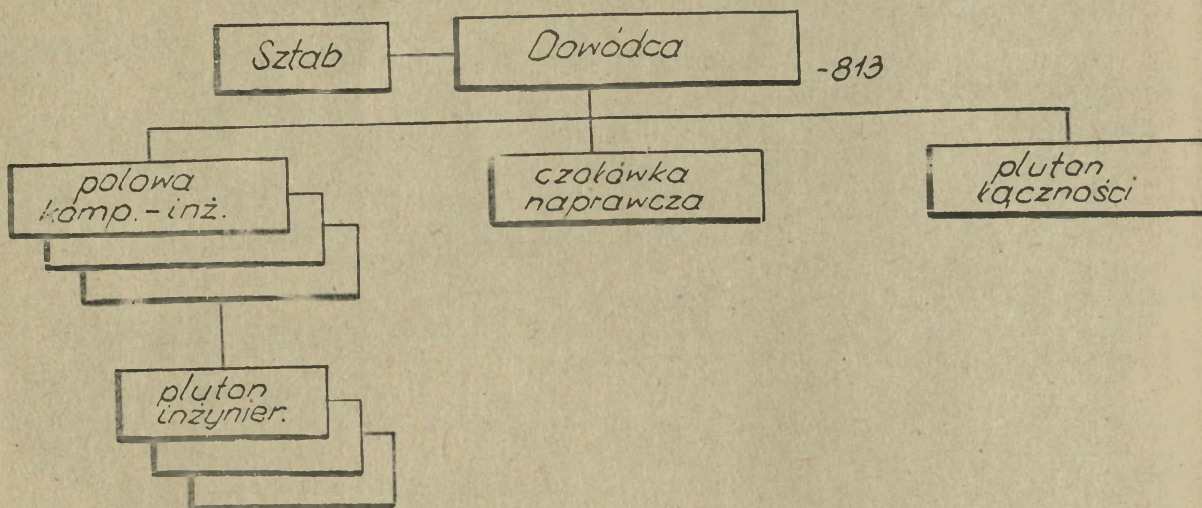 Sztab
Dowódca
-813
polowa
komp.-inż.
czołówka
naprawcza
pluton
łączności
pluton
inżynier.